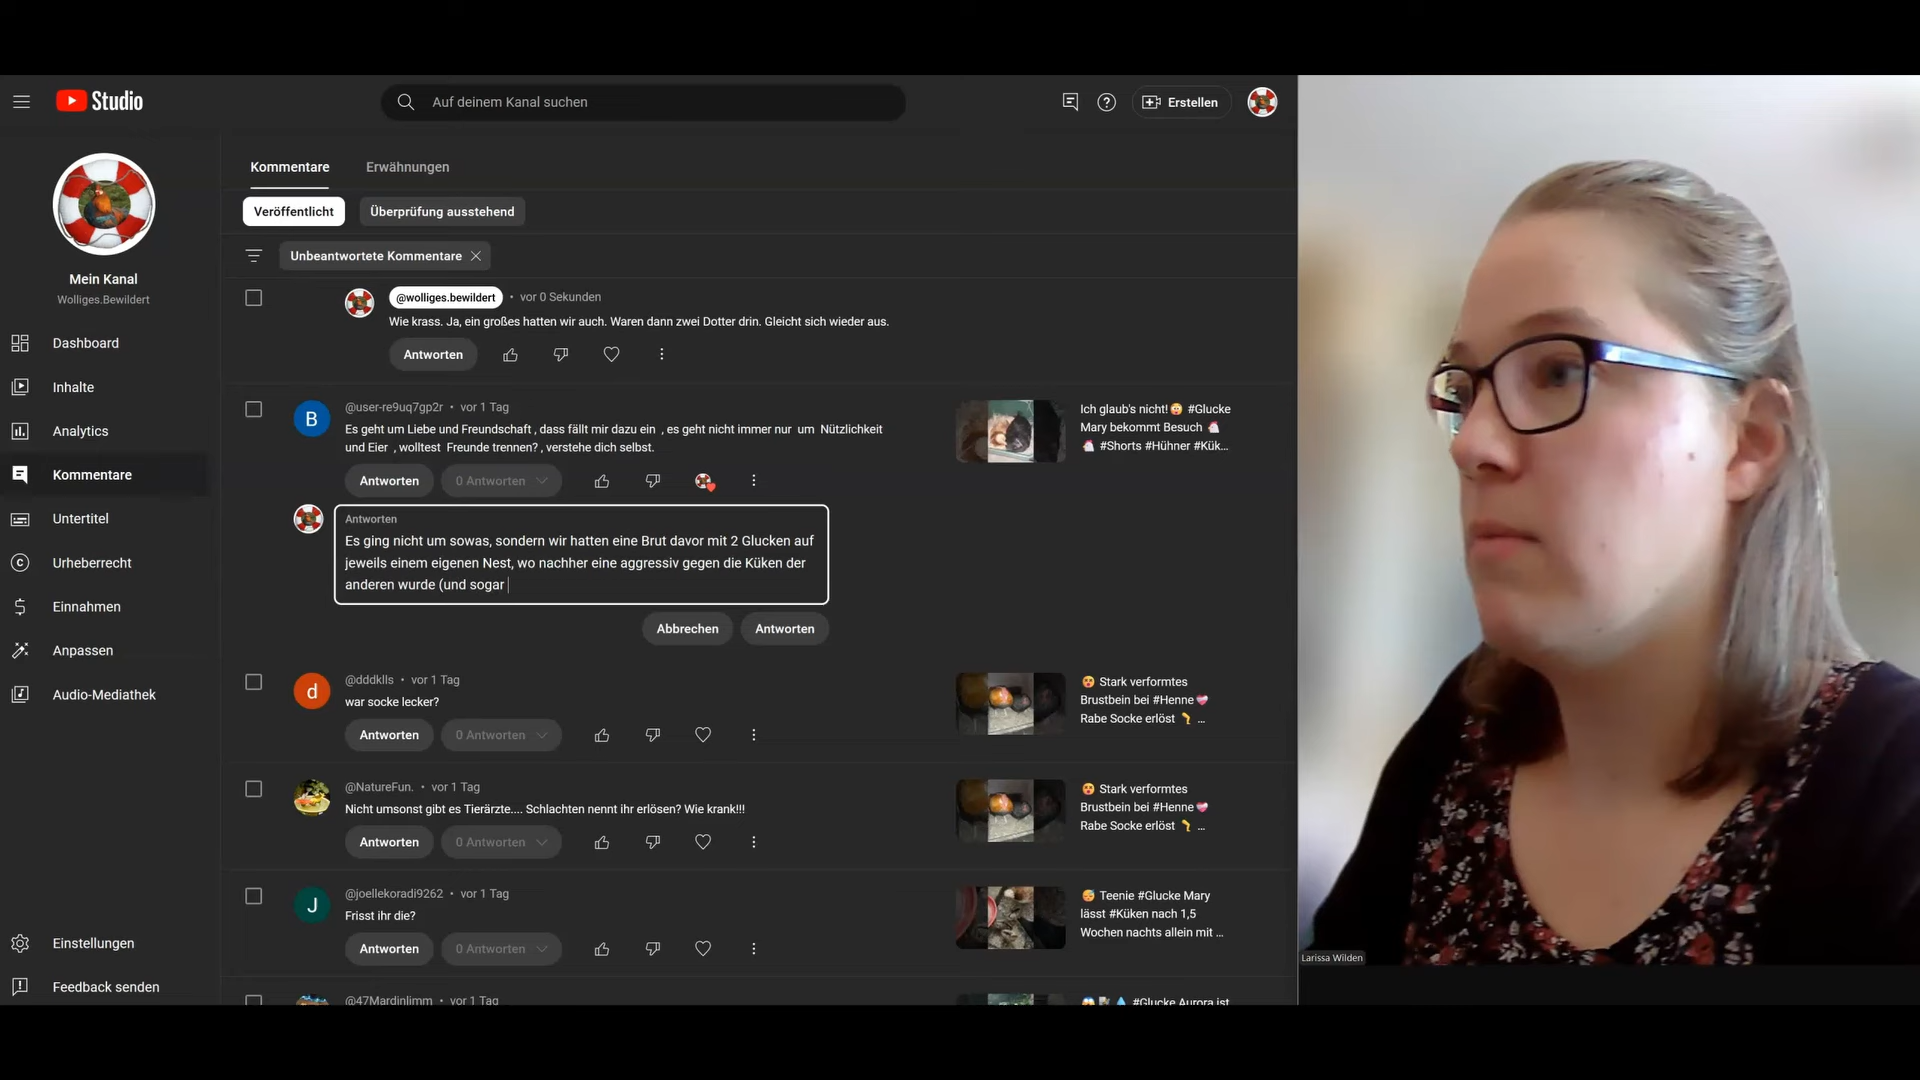 Studio
Auf deinem Kanal suchen
Erstellen
Mein Kanal
Wolliges.Bewildert
Dashboard
Inhalte
Analytics
Kommentare
Untertitel
Urheberrecht
Einnahmen
Anpassen
Audio-Mediathek
Einstellungen
Feedback senden
Kommentare
Erwähnungen
Veröffentlicht
Überprüfung ausstehend
Unbeantwortete Kommentare
@wolliges.bewildert • vor 0 Sekunden
Wie krass. Ja, ein großes hatten wir auch. Waren dann zwei Dotter drin. Gleicht sich wieder aus.
Antworten
B
@user-re9uq7gp2r • vor 1 Tag
Es geht um Liebe und Freundschaft , dass fällt mir dazu ein , es geht nicht immer nur um Nützlichkeit
und Eier , wolltest Freunde trennen? , verstehe dich selbst.
Antworten
0 Antworten
Ich glaub's nicht!😳 #Glucke
Mary bekommt Besuch 🐔
🐔 #Shorts #Hühner #Kük...
Antworten
Es ging nicht um sowas, sondern wir hatten eine Brut davor mit 2 Glucken auf
jeweils einem eigenen Nest, wo nachher eine aggressiv gegen die Küken der
anderen wurde (und sogar
Abbrechen
Antworten
d
@dddklls • vor 1 Tag
war socke lecker?
Antworten
0 Antworten
😵 Stark verformtes
Brustbein bei #Henne💝
Rabe Socke erlöst ...
@NatureFun. • vor 1 Tag
Nicht umsonst gibt es Tierärzte.... Schlachten nennt ihr erlösen? Wie krank!!!
Antworten
0 Antworten
😵 Stark verformtes
Brustbein bei #Henne💝
Rabe Socke erlöst ...
J
@joellekoradi9262 • vor 1 Tag
Frisst ihr die?
Antworten
0 Antworten
😴 Teenie #Glucke Mary
lässt #Küken nach 1,5
Wochen nachts allein mit ...
@47Mardinlimm • vor 1 Tag
#Glucke Aurora ist
Larissa Wilden